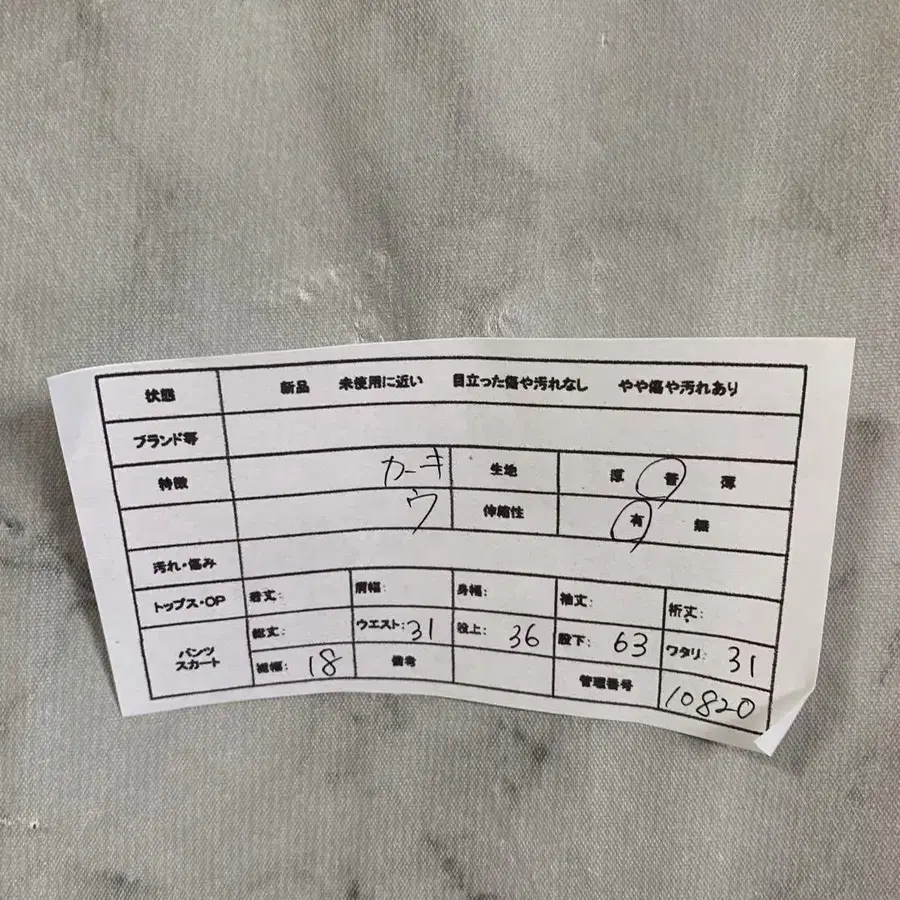 状態 新品 未使用に近い 目立った傷や汚れなし やや傷や汚れあり
ブランド等
特徴 カーキ 生地 厚 普 薄
ウ 伸縮性 有 無
汚れ・傷み
トップス・OP 着丈: 肩幅: 身幅: 袖丈: 裄丈:
パンツ スカート 総丈: ウエスト: 31 股上: 36 股下: 63 ワタリ: 31
裾幅: 18 備考 管理番号 10820